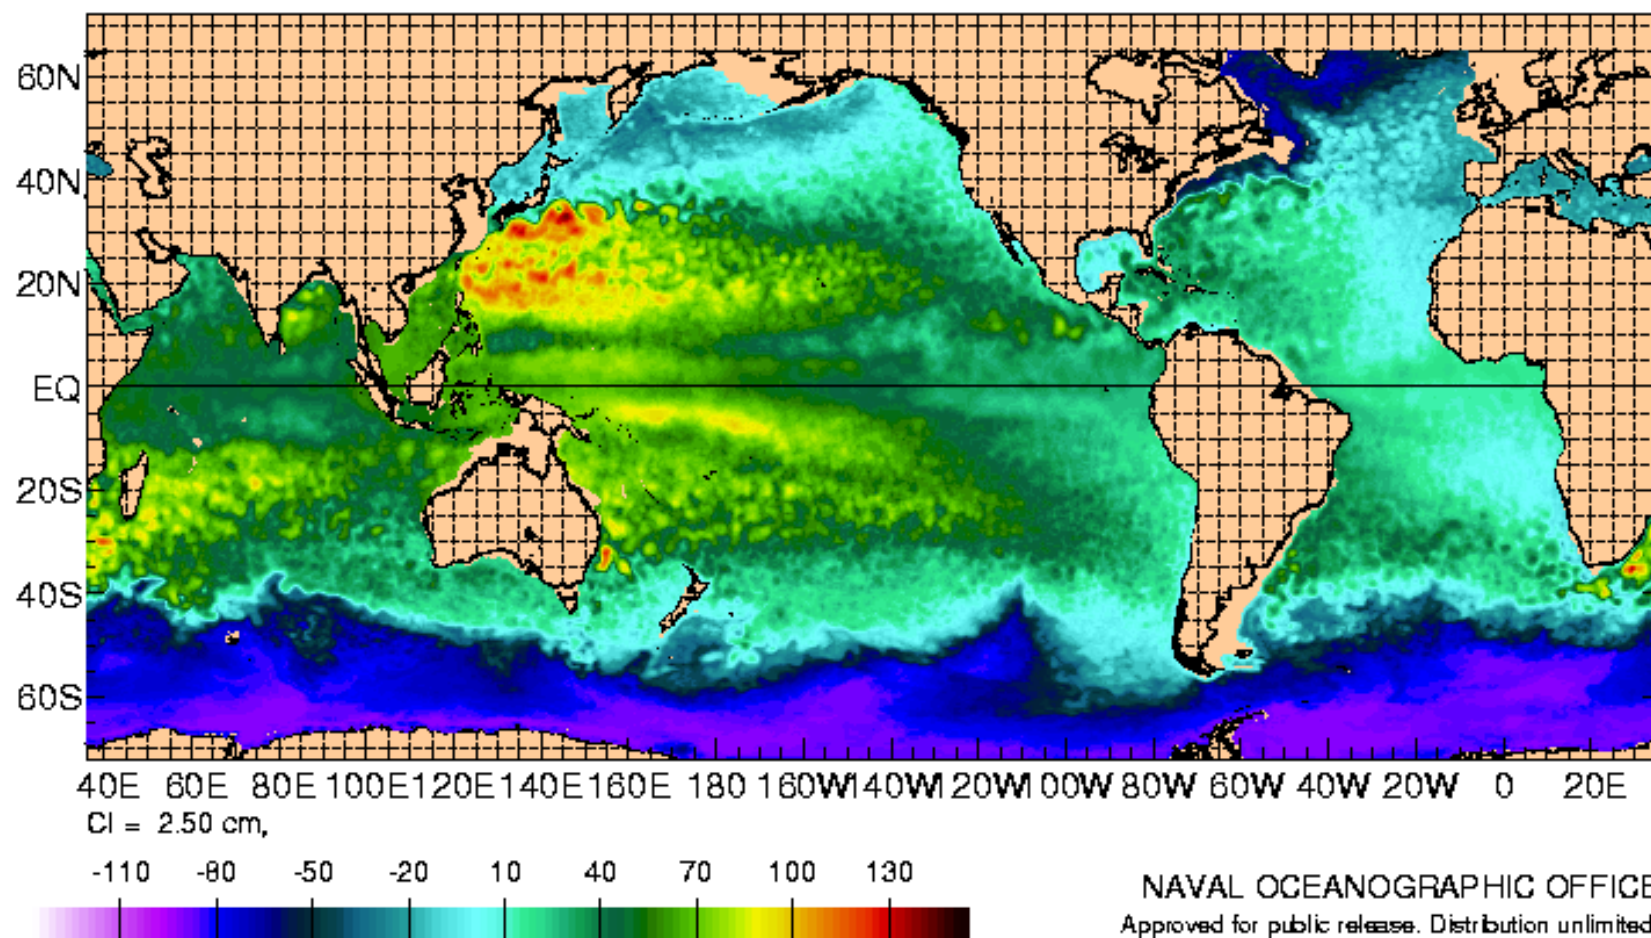 60N
40N
20N
EQ
20S
40S
60S
40E 60E 80E 100E 120E 140E 160E 180 160W 140W 120W 100W 80W 60W 40W 20W 0 20E
CI = 2.50 cm,
-110 -80 -50 -20 10 40 70 100 130
NAVAL OCEANOGRAPHIC OFFICE
Approved for public release. Distribution unlimited